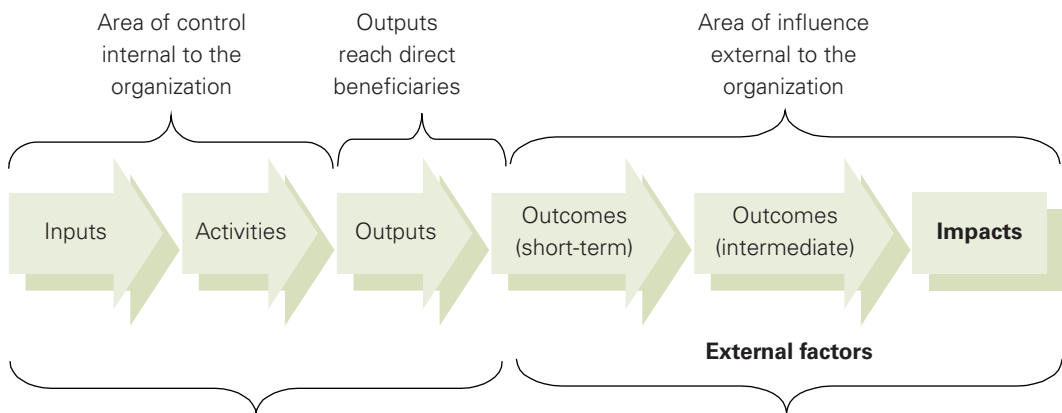 Area of control
internal to the
organization
Outputs
reach direct
beneficiaries
Area of influence
external to the
organization
Inputs
Activities
Outputs
Outcomes
(short-term)
Outcomes
(intermediate)
Impacts
External factors